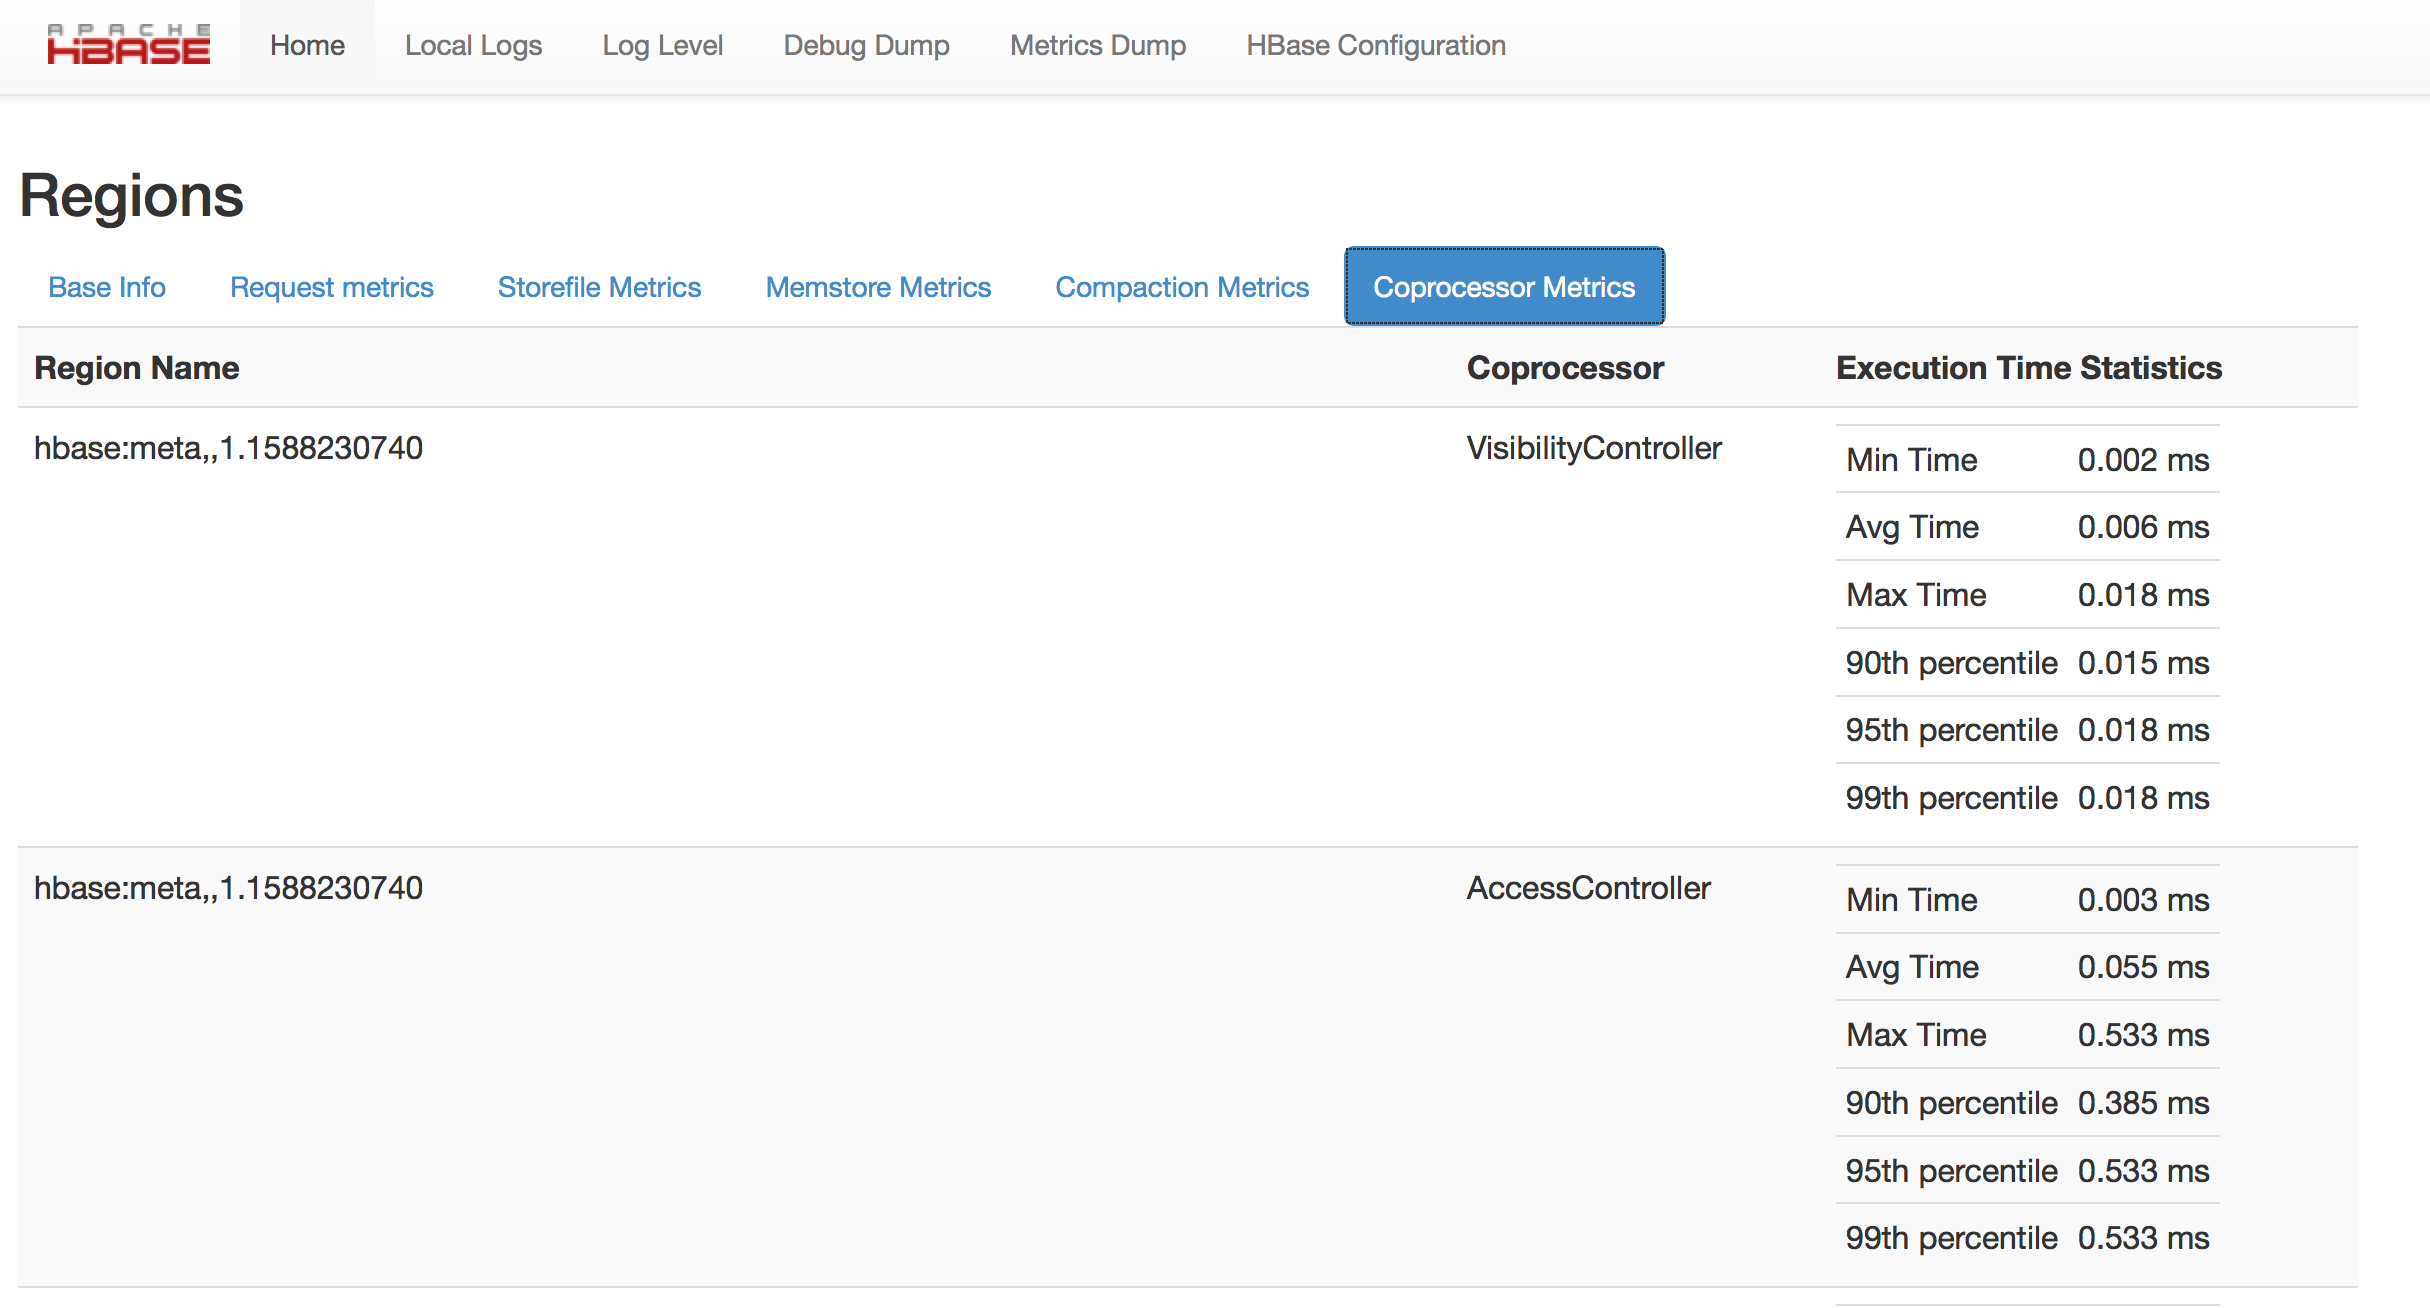 APACHE
HBASE
Home Local Logs Log Level Debug Dump Metrics Dump HBase Configuration
Regions
Base Info Request metrics Storefile Metrics Memstore Metrics Compaction Metrics Coprocessor Metrics
Region Name Coprocessor Execution Time Statistics
hbase:meta,,1.1588230740 VisibilityController
Min Time 0.002 ms
Avg Time 0.006 ms
Max Time 0.018 ms
90th percentile 0.015 ms
95th percentile 0.018 ms
99th percentile 0.018 ms
hbase:meta,,1.1588230740 AccessController
Min Time 0.003 ms
Avg Time 0.055 ms
Max Time 0.533 ms
90th percentile 0.385 ms
95th percentile 0.533 ms
99th percentile 0.533 ms